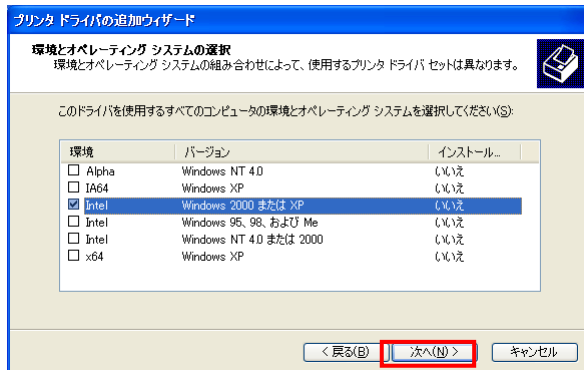 プリンタ ドライバの追加ウィザード
環境とオペレーティング システムの選択
環境とオペレーティング システムの組み合わせによって、使用するプリンタ ドライバ セットは異なります。
このドライバを使用するすべてのコンピュータの環境とオペレーティング システムを選択してください(S):
環境 バージョン インストール...
Alpha Windows NT 4.0 いいえ
IA64 Windows XP いいえ
Intel Windows 2000 または XP いいえ
Intel Windows 95、98、および Me いいえ
Intel Windows NT 4.0 または 2000 いいえ
x64 Windows XP いいえ
< 戻る(B) 次へ(N) > キャンセル